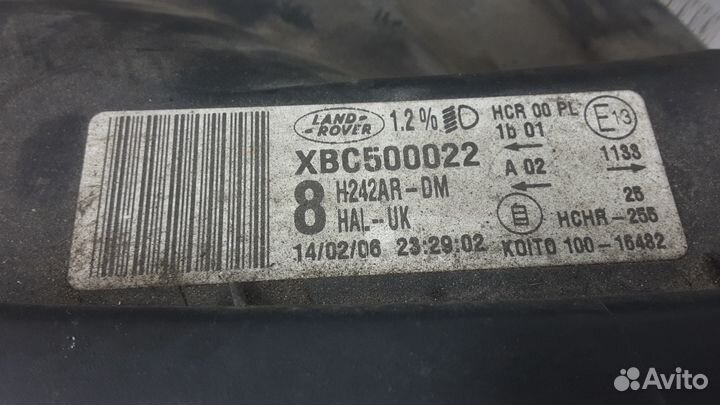 LAND-
-ROVER
1.2%
HCR 00 PL
1b 01
E13
XBC500022
A 02
1133
8
H242AR-DM
HAL-UK
25
HCHR-255
14/02/06 23:29:02
KOITO 100-16482
Avito